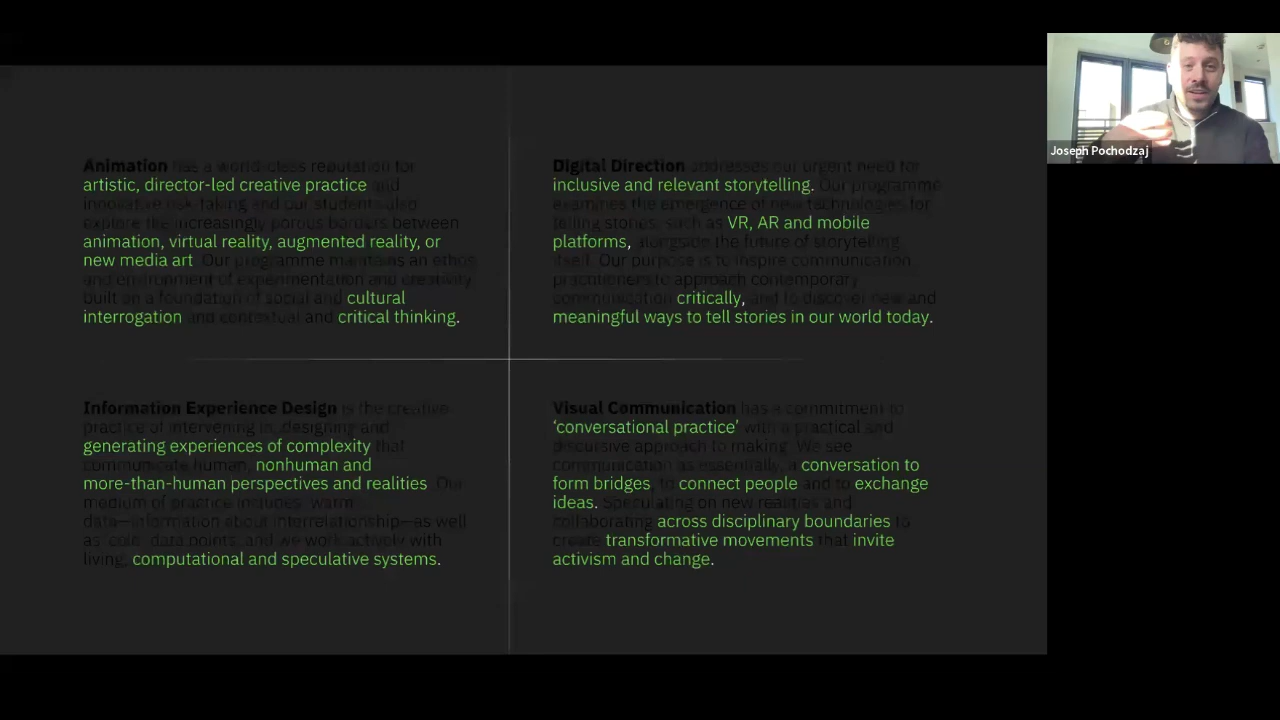 Animation has a world-class reputation for
artistic, director-led creative practice and
innovative risk-taking and our students also
explore the increasingly porous borders between
animation, virtual reality, augmented reality, or
new media art. Our programme maintains an ethos
and environment of experimentation and creativity
built on a foundation of social and cultural
interrogation and contextual and critical thinking.
Digital Direction addresses our urgent need for
inclusive and relevant storytelling. Our programme
examines the emergence of new technologies for
telling stories, such as VR, AR and mobile
platforms, alongside the future of storytelling
itself. Our purpose is to inspire communication
practitioners to approach contemporary
communication critically, and to discover new and
meaningful ways to tell stories in our world today.
Information Experience Design is the creative
practice of intervening in, designing and
generating experiences of complexity that
communicate human, nonhuman and
more-than-human perspectives and realities. Our
medium of practice includes 'warm'
data—information about interrelationship—as well
as 'cold' data points, and we work actively with
living, computational and speculative systems.
Visual Communication has a commitment to
‘conversational practice’ with a practical and
discursive approach to making. We see
communication as essentially, a conversation to
form bridges, to connect people and to exchange
ideas. Speculating on new realities and
collaborating across disciplinary boundaries to
create transformative movements that invite
activism and change.
Joseph Pochodzaj